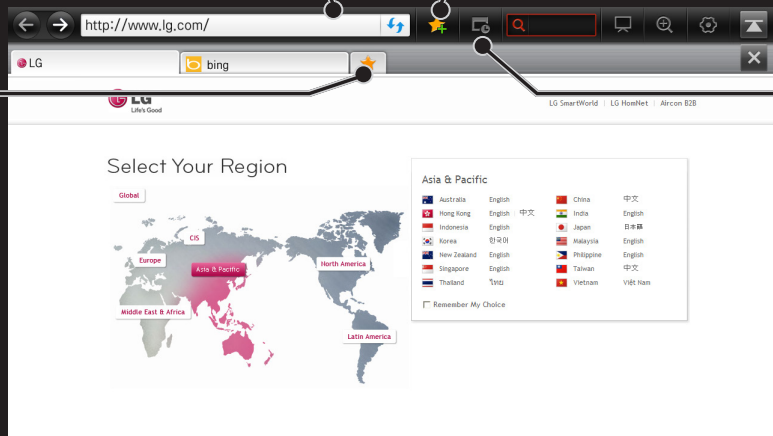 http://www.lg.com/
LG
bing
LG
Life's Good
LG SmartWorld | LG HomNet | Aircon B2B
Select Your Region
Global
CIS
Europe
Asia & Pacific
North America
Middle East & Africa
Latin America
Asia & Pacific
Australia English China 中文
Hong Kong English | 中文 India English
Indonesia English Japan 日本語
Korea 한국어 Malaysia English
New Zealand English Philippine English
Singapore English Taiwan 中文
Thailand ไทย Vietnam Việt Nam
Remember My Choice